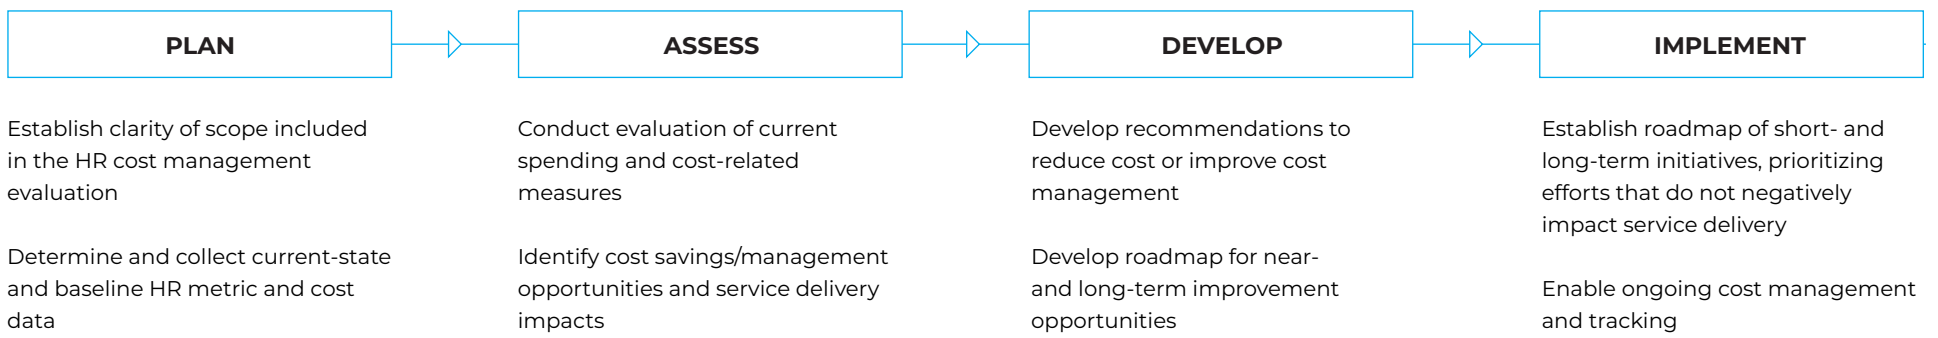 PLAN
Establish clarity of scope included
in the HR cost management
evaluation
Determine and collect current-state
and baseline HR metric and cost
data
ASSESS
Conduct evaluation of current
spending and cost-related
measures
Identify cost savings/management
opportunities and service delivery
impacts
DEVELOP
Develop recommendations to
reduce cost or improve cost
management
Develop roadmap for near-
and long-term improvement
opportunities
IMPLEMENT
Establish roadmap of short- and
long-term initiatives, prioritizing
efforts that do not negatively
impact service delivery
Enable ongoing cost management
and tracking